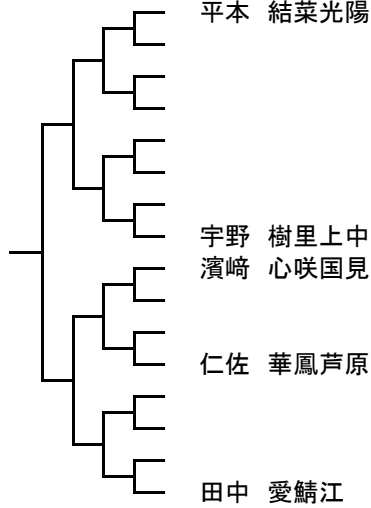 平本 結菜光陽
宇野 樹里上中
濱﨑 心咲国見
仁佐 華鳳芦原
田中 愛鯖江